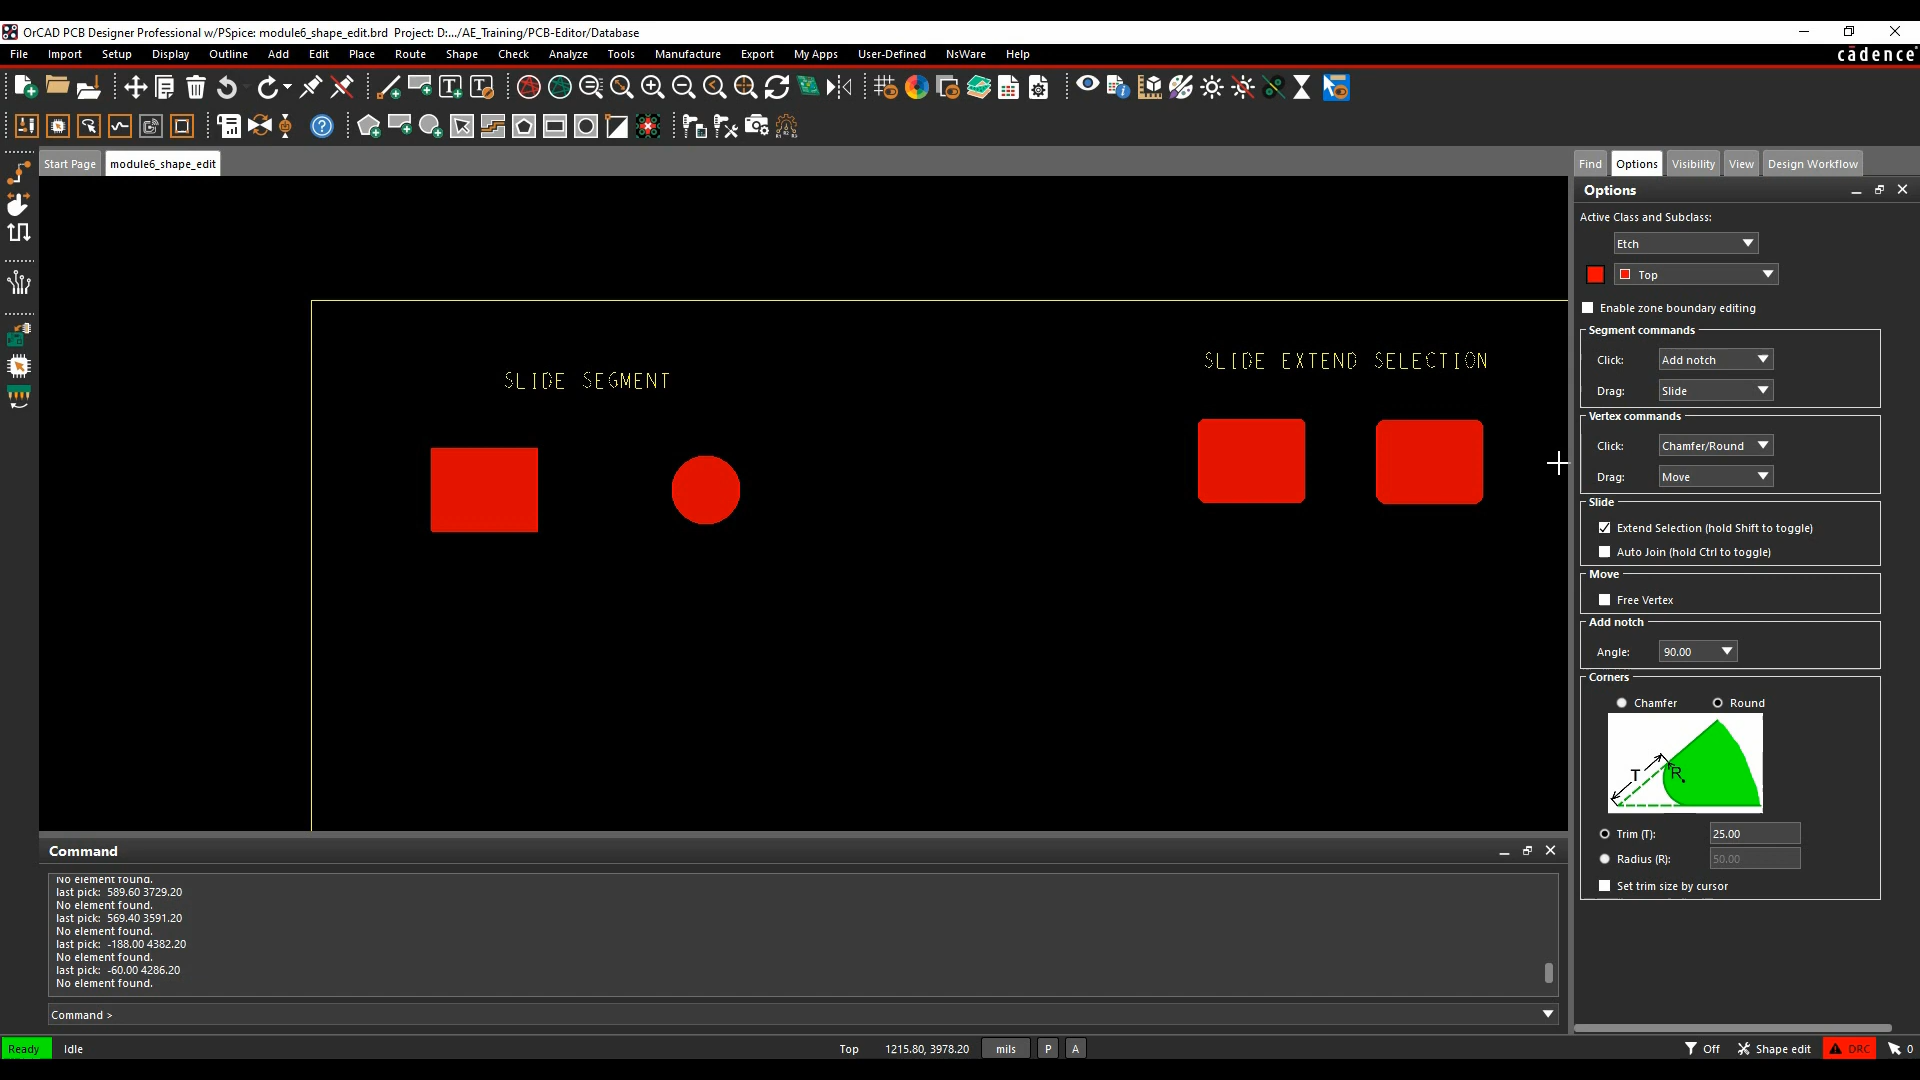 OrCAD PCB Designer Professional w/PSpice: module6_shape_edit.brd  Project: D:.../AE_Training/PCB-Editor/Database
File Import Setup Display Outline Add Edit Place Route Shape Check Analyze Tools Manufacture Export My Apps User-Defined NsWare Help
cādence
Start Page module6_shape_edit
Find Options Visibility View Design Workflow
Options
Active Class and Subclass:
Etch
Top
Enable zone boundary editing
Segment commands
Click: Add notch
Drag: Slide
Vertex commands
Click: Chamfer/Round
Drag: Move
Slide
Extend Selection (hold Shift to toggle)
Auto Join (hold Ctrl to toggle)
Move
Free Vertex
Add notch
Angle: 90.00
Corners
Chamfer Round
T R
Trim (T): 25.00
Radius (R): 50.00
Set trim size by cursor
SLIDE SEGMENT
SLIDE EXTEND SELECTION
Command
No element found.
last pick:  589.60 3729.20
No element found.
last pick:  569.40 3591.20
No element found.
last pick:  -188.00 4382.20
No element found.
last pick:  -60.00 4286.20
No element found.
Command >
Ready Idle Top 1215.80, 3978.20 mils P A Off Shape edit DRC 0